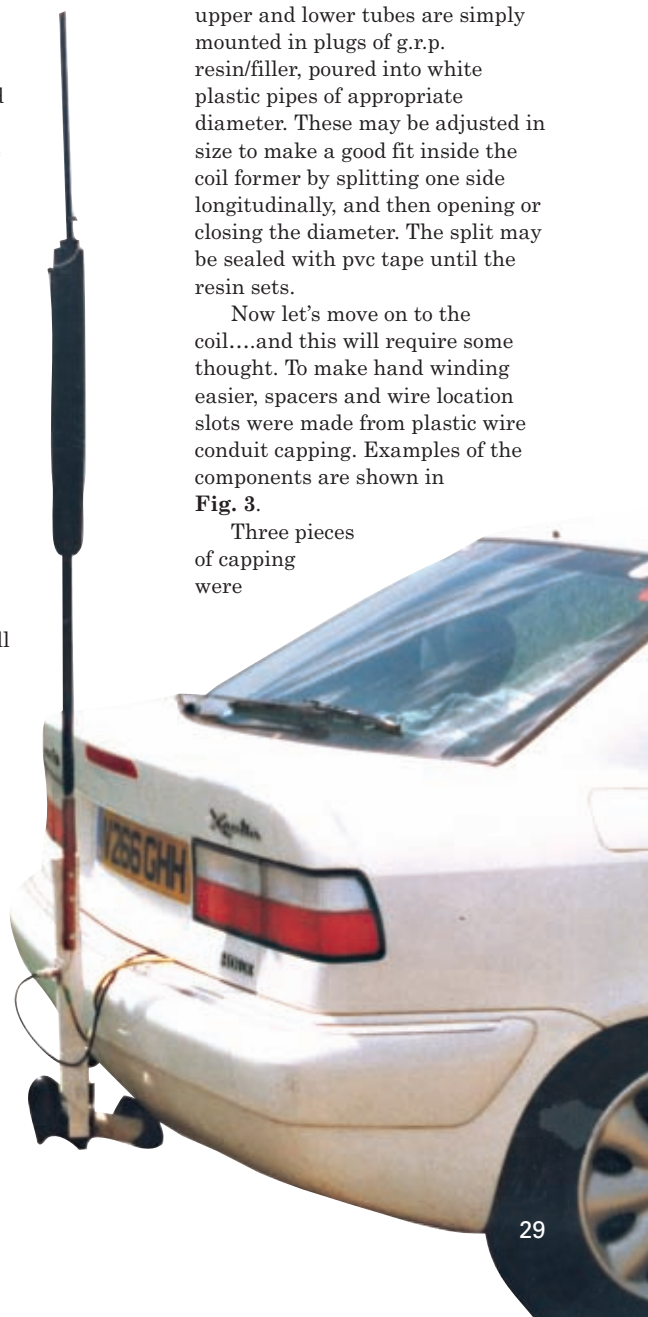 upper and lower tubes are simply
mounted in plugs of g.r.p.
resin/filler, poured into white
plastic pipes of appropriate
diameter. These may be adjusted in
size to make a good fit inside the
coil former by splitting one side
longitudinally, and then opening or
closing the diameter. The split may
be sealed with pvc tape until the
resin sets.
Now let's move on to the
coil....and this will require some
thought. To make hand winding
easier, spacers and wire location
slots were made from plastic wire
conduit capping. Examples of the
components are shown in
Fig. 3.
Three pieces
of capping
were
Xantia
V266 GHH
29